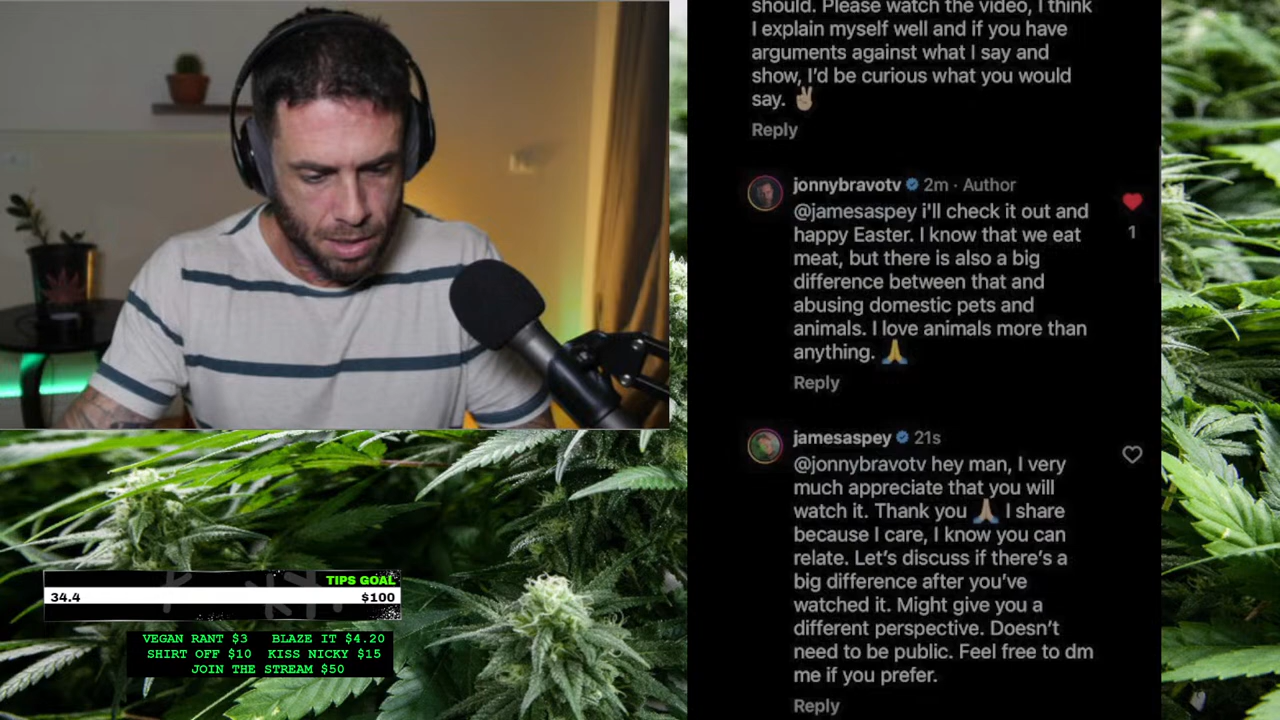 should. Please watch the video, I think
I explain myself well and if you have
arguments against what I say and
show, I'd be curious what you would
say. ✌🏼
Reply
jonnybravotv 2m · Author
@jamesaspey i'll check it out and
happy Easter. I know that we eat
meat, but there is also a big
difference between that and
abusing domestic pets and
animals. I love animals more than
anything. 🙏
Reply
1
jamesaspey 21s
@jonnybravotv hey man, I very
much appreciate that you will
watch it. Thank you 🙏🏼 I share
because I care, I know you can
relate. Let's discuss if there's a
big difference after you've
watched it. Might give you a
different perspective. Doesn't
need to be public. Feel free to dm
me if you prefer.
Reply
TIPS GOAL
34.4 $100
VEGAN RANT $3 BLAZE IT $4.20
SHIRT OFF $10 KISS NICKY $15
JOIN THE STREAM $50